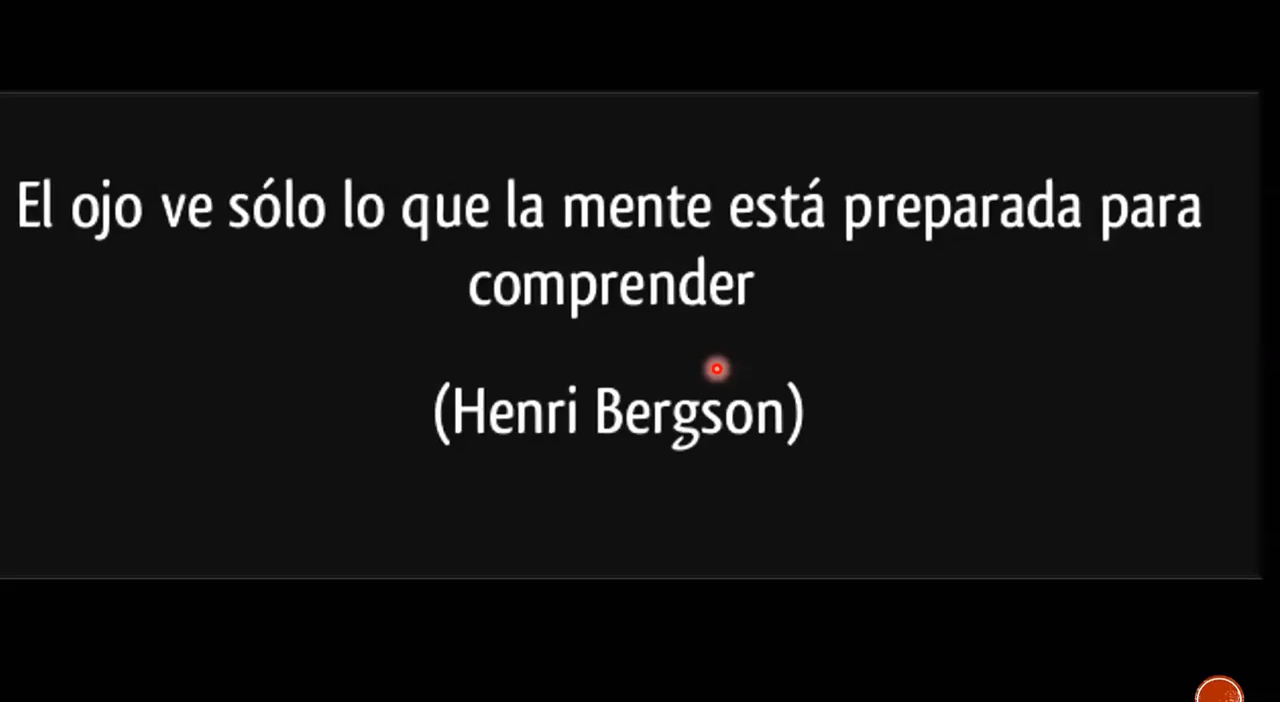 El ojo ve sólo lo que la mente está preparada para
comprender
(Henri Bergson)